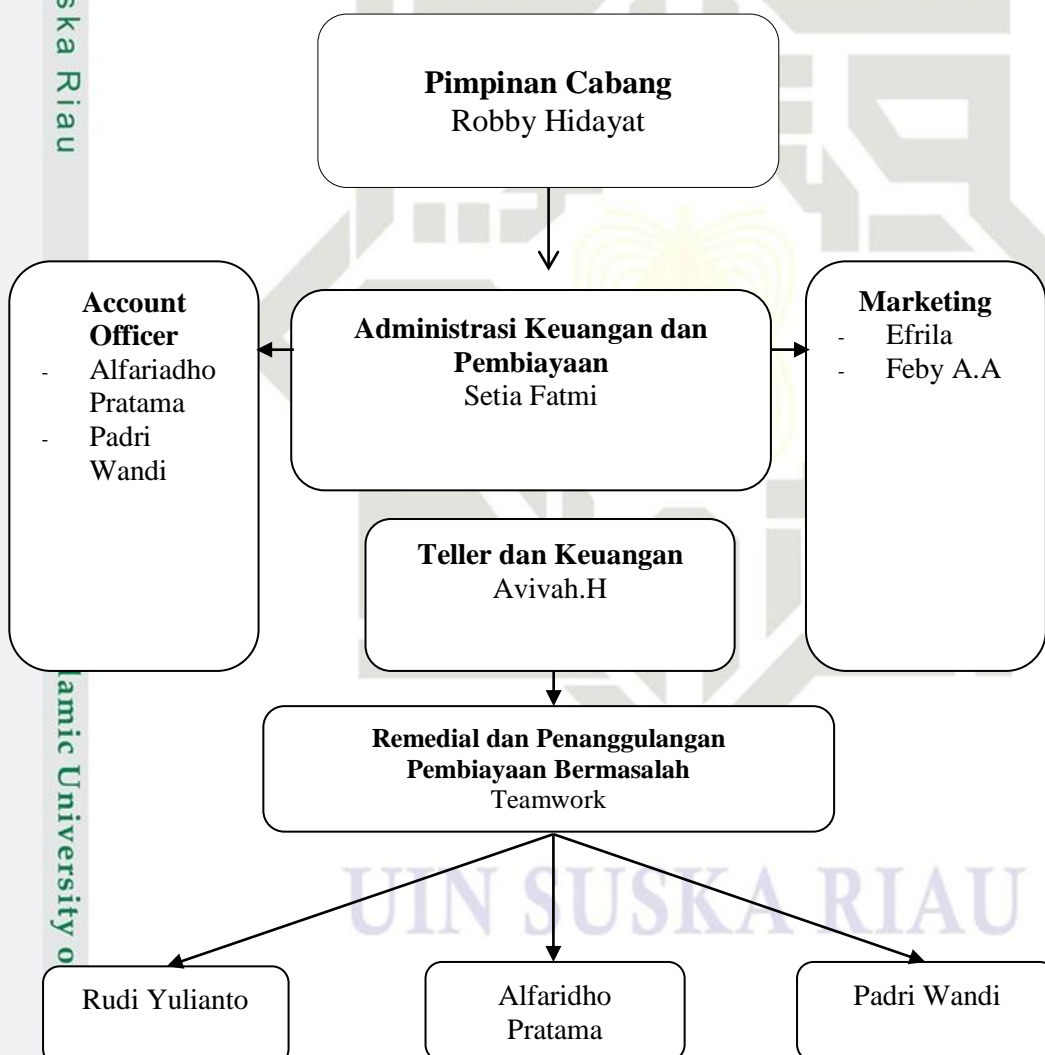 ska Riau
Pimpinan Cabang
Robby Hidayat
Account
Officer
- Alfariadho
Pratama
- Padri
Wandi
Administrasi Keuangan dan
Pembiayaan
Setia Fatmi
Marketing
- Efrila
- Feby A.A
Teller dan Keuangan
Avivah.H
Remedial dan Penanggulangan
Pembiayaan Bermasalah
Teamwork
lamic University o
UIN SUSKA RIAU
Rudi Yulianto
Alfaridho
Pratama
Padri Wandi